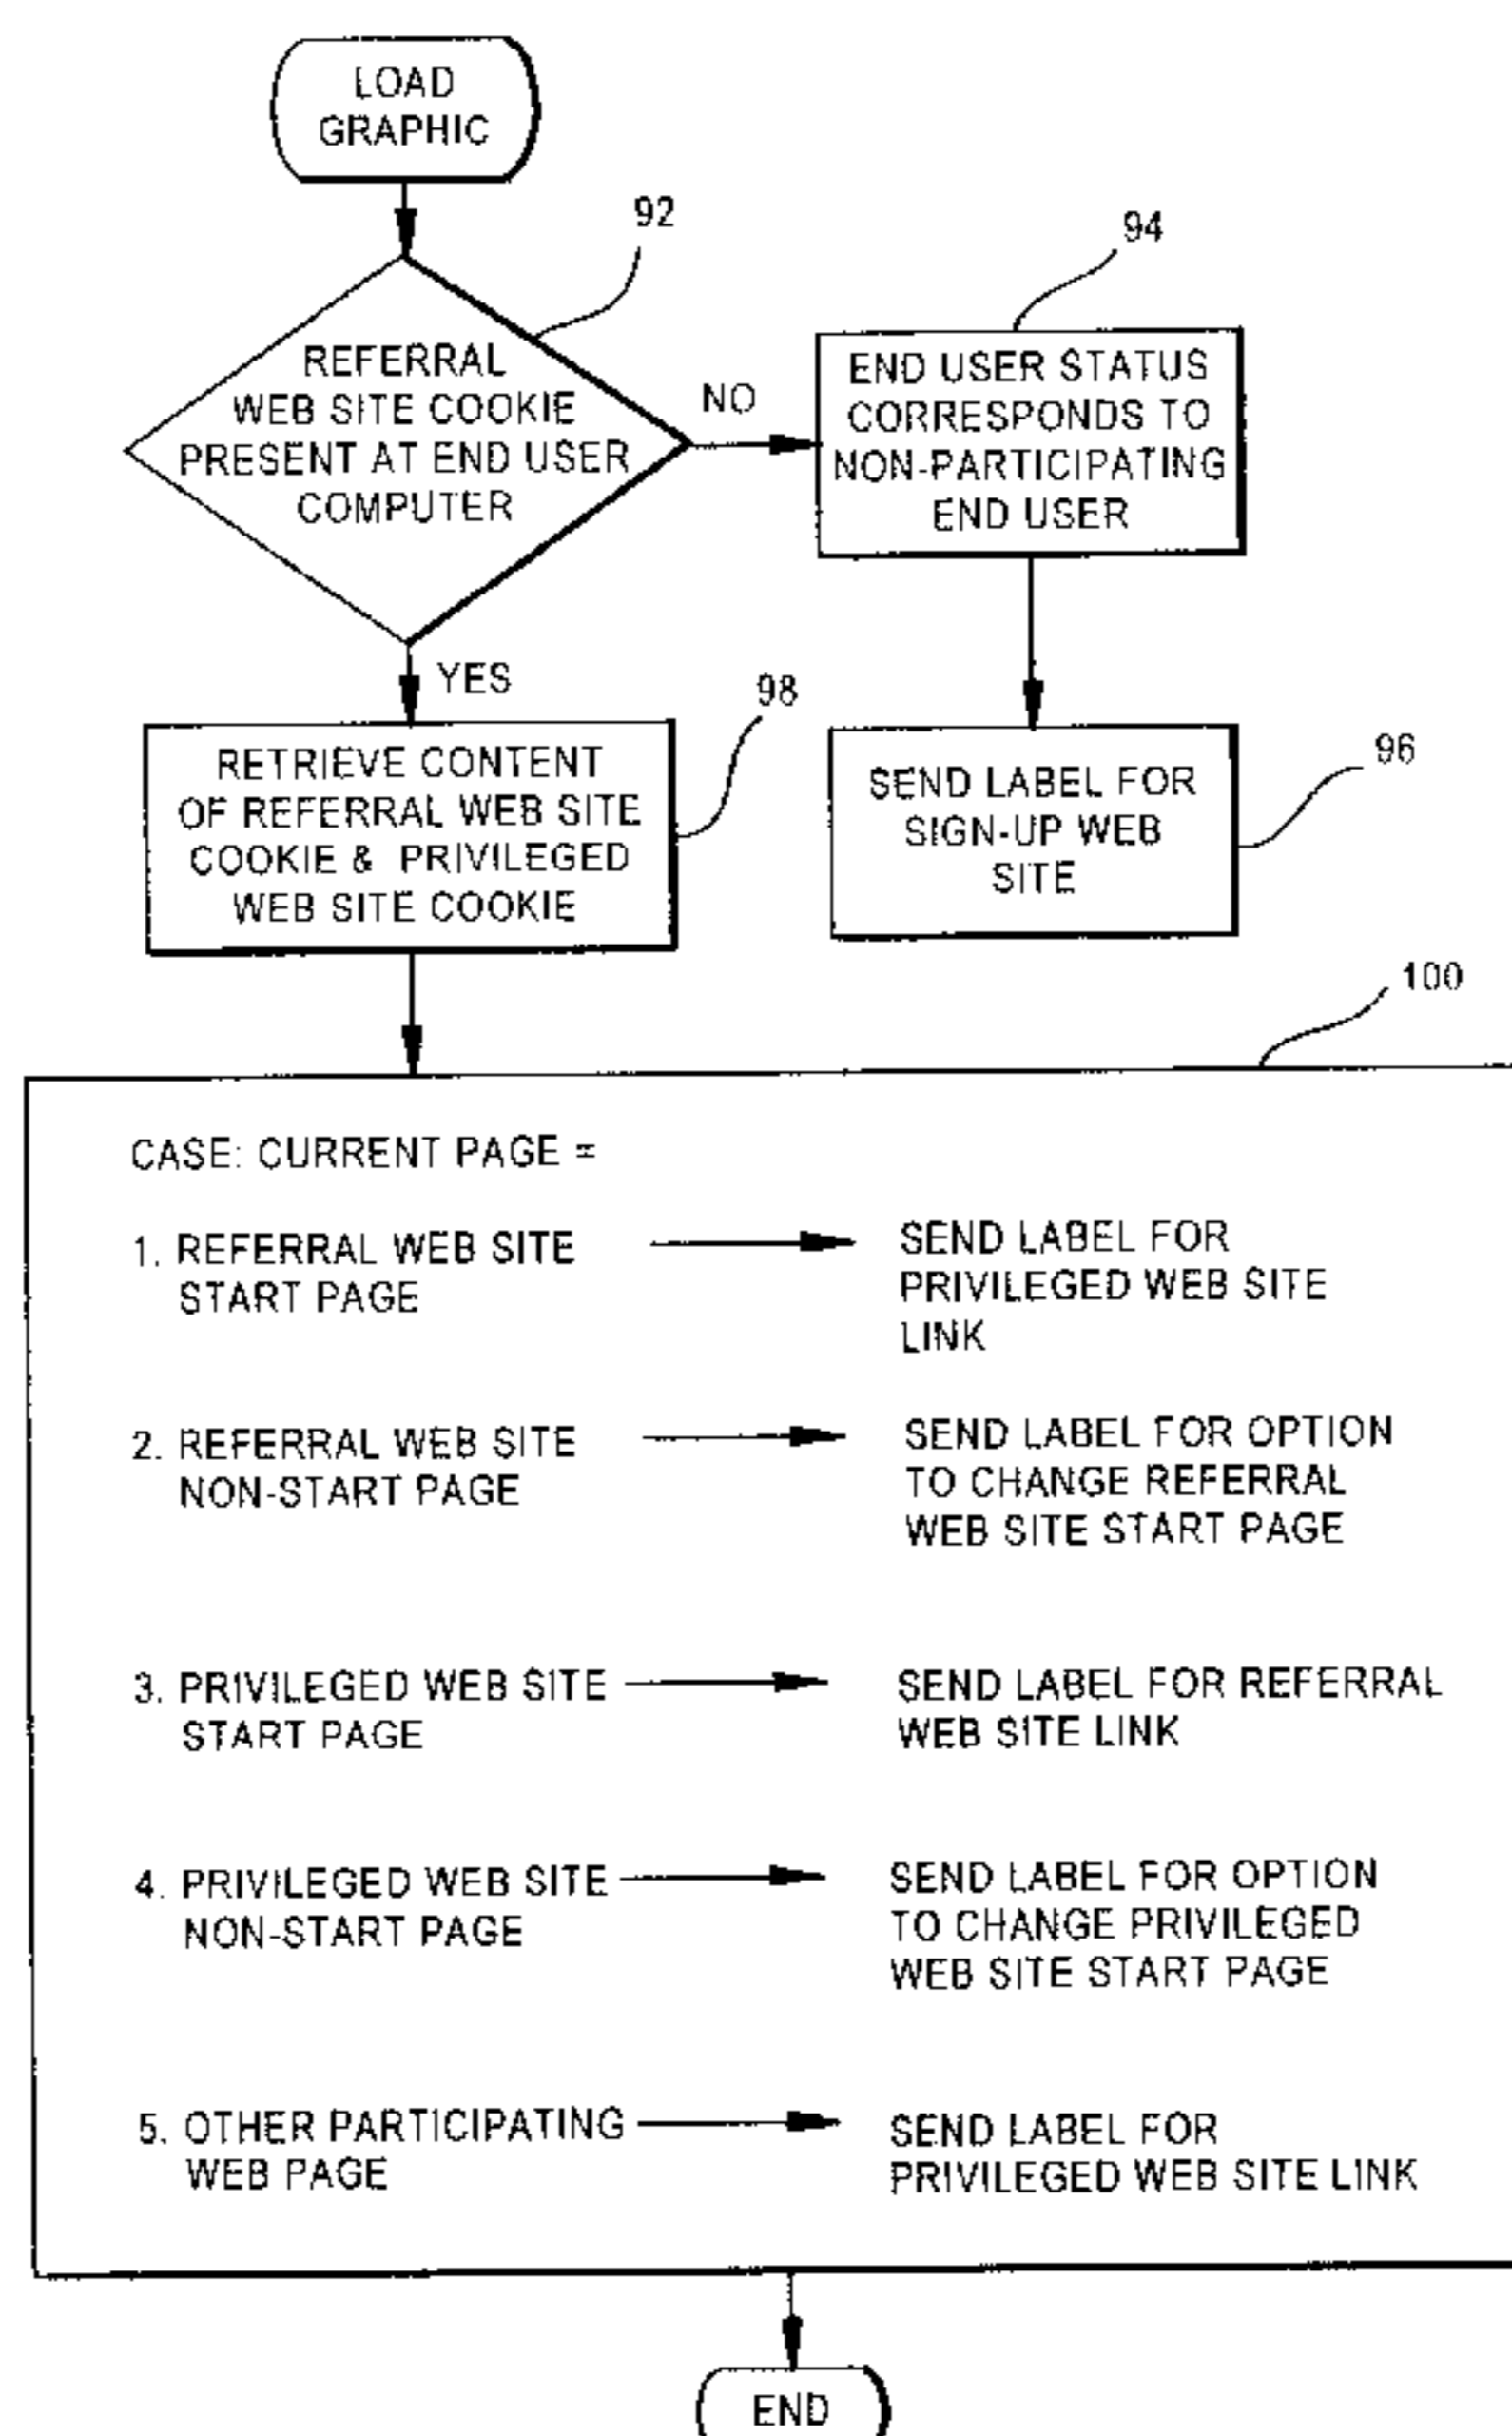 LOAD
GRAPHIC
92
94
REFERRAL
WEB SITE COOKIE
PRESENT AT END USER
COMPUTER
NO
END USER STATUS
CORRESPONDS TO
NON-PARTICIPATING
END USER
YES
98
RETRIEVE CONTENT
OF REFERRAL WEB SITE
COOKIE & PRIVILEGED
WEB SITE COOKIE
96
SEND LABEL FOR
SIGN-UP WEB
SITE
100
CASE: CURRENT PAGE =
1. REFERRAL WEB SITE
START PAGE
SEND LABEL FOR
PRIVILEGED WEB SITE
LINK
2. REFERRAL WEB SITE
NON-START PAGE
SEND LABEL FOR OPTION
TO CHANGE REFERRAL
WEB SITE START PAGE
3. PRIVILEGED WEB SITE
START PAGE
SEND LABEL FOR REFERRAL
WEB SITE LINK
4. PRIVILEGED WEB SITE
NON-START PAGE
SEND LABEL FOR OPTION
TO CHANGE PRIVILEGED
WEB SITE START PAGE
5. OTHER PARTICIPATING
WEB PAGE
SEND LABEL FOR
PRIVILEGED WEB SITE LINK
END